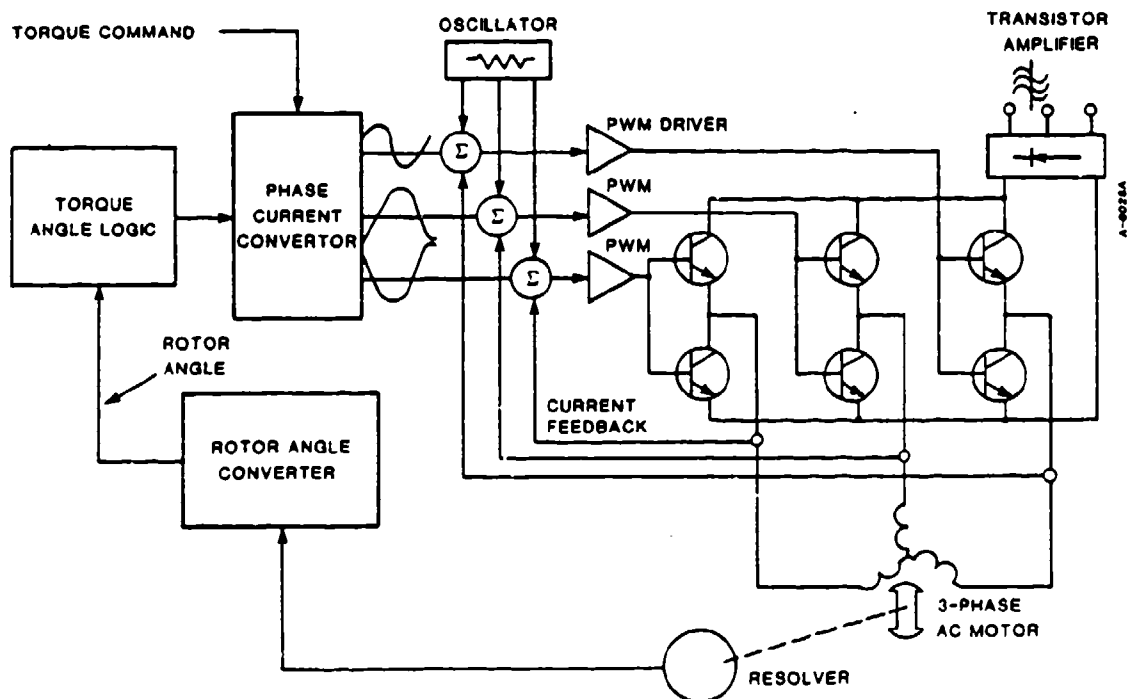 OSCILLATOR
TRANSISTOR
AMPLIFIER
TORQUE COMMAND
PWM DRIVER
Σ
TORQUE
ANGLE LOGIC
PHASE
CURRENT
CONVERTOR
PWM
Σ
PWM
Σ
A-9028A
ROTOR
ANGLE
CURRENT
FEEDBACK
ROTOR ANGLE
CONVERTER
3-PHASE
AC MOTOR
RESOLVER